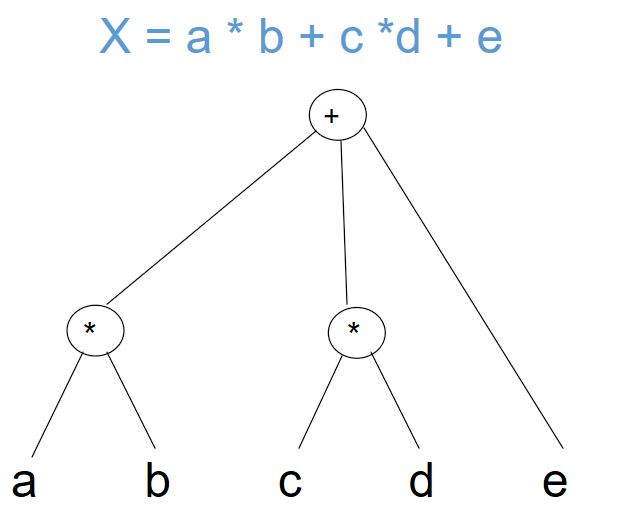 X = a * b + c *d + e
+
* *
a b c d e